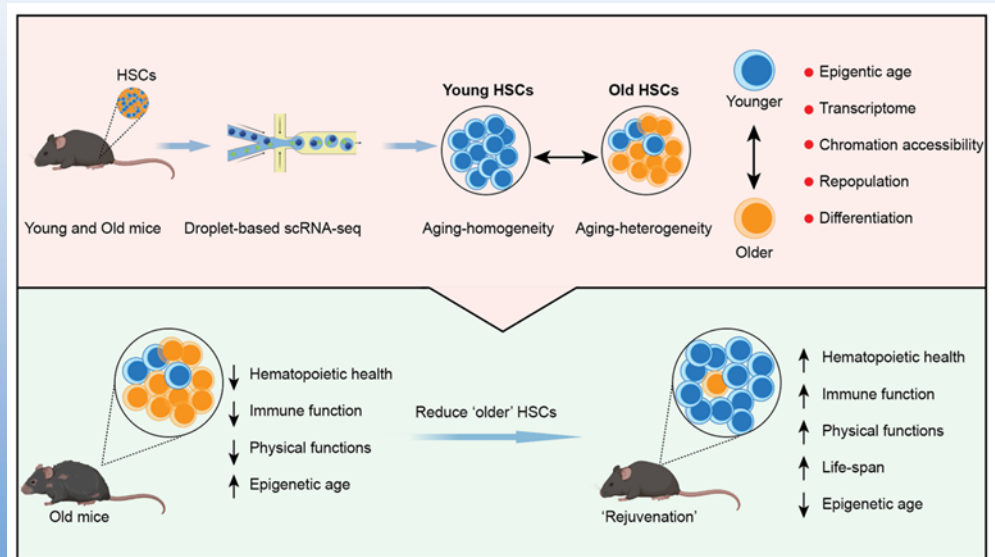 HSCs
Young and Old mice
Droplet-based scRNA-seq
Young HSCs
Aging-homogeneity
Old HSCs
Aging-heterogeneity
Younger
Older
Epigentic age
Transcriptome
Chromation accessibility
Repopulation
Differentiation
Old mice
Hematopoietic health
Immune function
Physical functions
Epigenetic age
Reduce ‘older’ HSCs
‘Rejuvenation’
Hematopoietic health
Immune function
Physical functions
Life-span
Epigenetic age